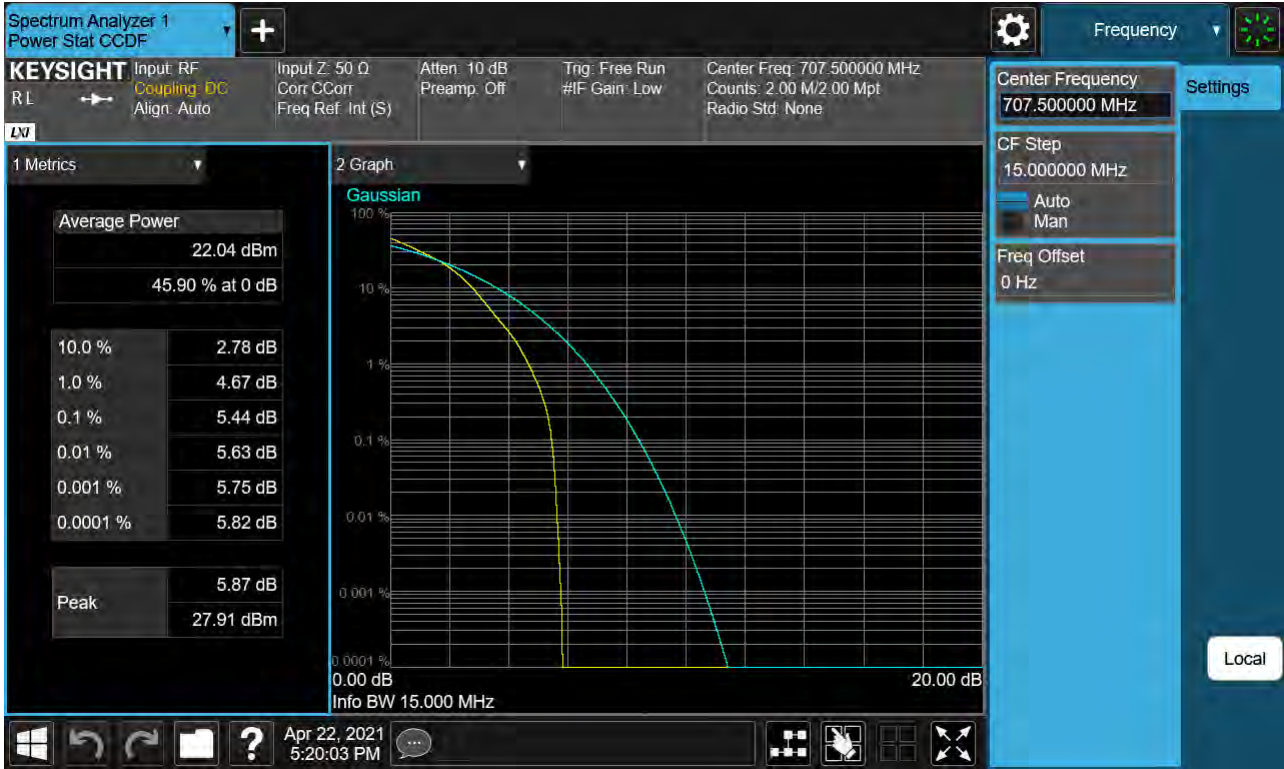 Spectrum Analyzer 1
Power Stat CCDF
Frequency
KEYSIGHT
R L
LXI
Input: RF
Coupling: DC
Align: Auto
Input Z: 50 Ω
Corr CCorr
Freq Ref: Int (S)
Atten: 10 dB
Preamp: Off
Trig: Free Run
#IF Gain: Low
Center Freq: 707.500000 MHz
Counts: 2.00 M/2.00 Mpt
Radio Std: None
Center Frequency
707.500000 MHz
Settings
CF Step
15.000000 MHz
Auto
Man
Freq Offset
0 Hz
Local
1 Metrics
Average Power
22.04 dBm
45.90 % at 0 dB
10.0 % 2.78 dB
1.0 % 4.67 dB
0.1 % 5.44 dB
0.01 % 5.63 dB
0.001 % 5.75 dB
0.0001 % 5.82 dB
Peak 5.87 dB
27.91 dBm
2 Graph
Gaussian
100 %
10 %
1 %
0.1 %
0.01 %
0.001 %
0.0001 %
0.00 dB 20.00 dB
Info BW 15.000 MHz
?
Apr 22, 2021
5:20:03 PM